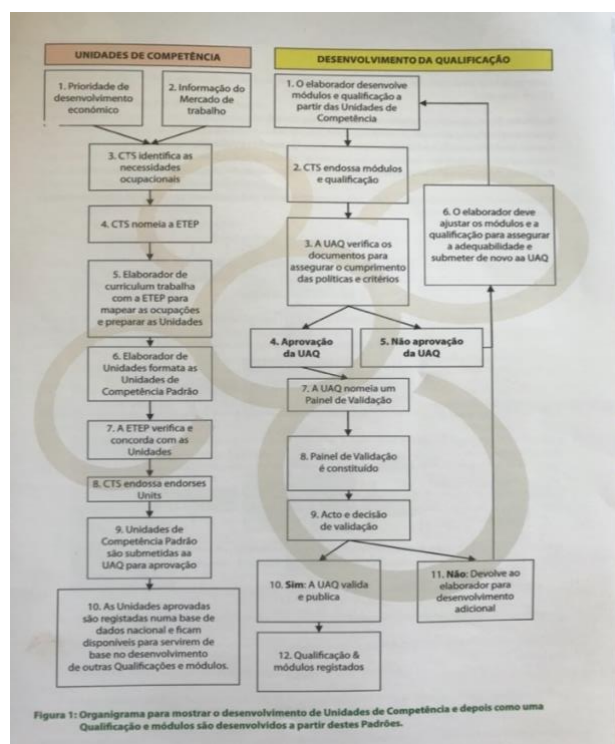 UNIDADES DE COMPETÊNCIA
1. Prioridade de
desenvolvimento
económico
2. Informação do
Mercado de
trabalho
3. CTS identifica as
necessidades
ocupacionais
4. CTS nomeia a ETEP
5. Elaborador de
curriculum trabalha
com a ETEP para
mapear as ocupações
e preparar as Unidades
6. Elaborador de
Unidades formata as
Unidades de
Competência Padrão
7. A ETEP verifica e
concorda com as
Unidades
8. CTS endossa endorses
Units
9. Unidades de
Competência Padrão
são submetidas aa
UAQ para aprovação
10. As Unidades aprovadas
são registadas numa base de
dados nacional e ficam
disponíveis para servirem de
base no desenvolvimento
de outras Qualificações e módulos.
DESENVOLVIMENTO DA QUALIFICAÇÃO
1. O elaborador desenvolve
módulos e qualificação a
partir das Unidades de
Competência
2. CTS endossa módulos
e qualificação
3. A UAQ verifica os
documentos para
assegurar o cumprimento
das políticas e critérios
4. Aprovação
da UAQ
5. Não aprovação
da UAQ
6. O elaborador deve
ajustar os módulos e a
qualificação para assegurar
a adequabilidade e
submeter de novo aa UAQ
7. A UAQ nomeia um
Painel de Validação
8. Painel de Validação
é constituído
9. Acto e decisão
de validação
10. Sim: A UAQ valida
e publica
11. Não: Devolve ao
elaborador para
desenvolvimento
adicional
12. Qualificação &
módulos registados
Figura 1: Organigrama para mostrar o desenvolvimento de Unidades de Competência e depois como uma
Qualificação e módulos são desenvolvidos a partir destes Padrões.